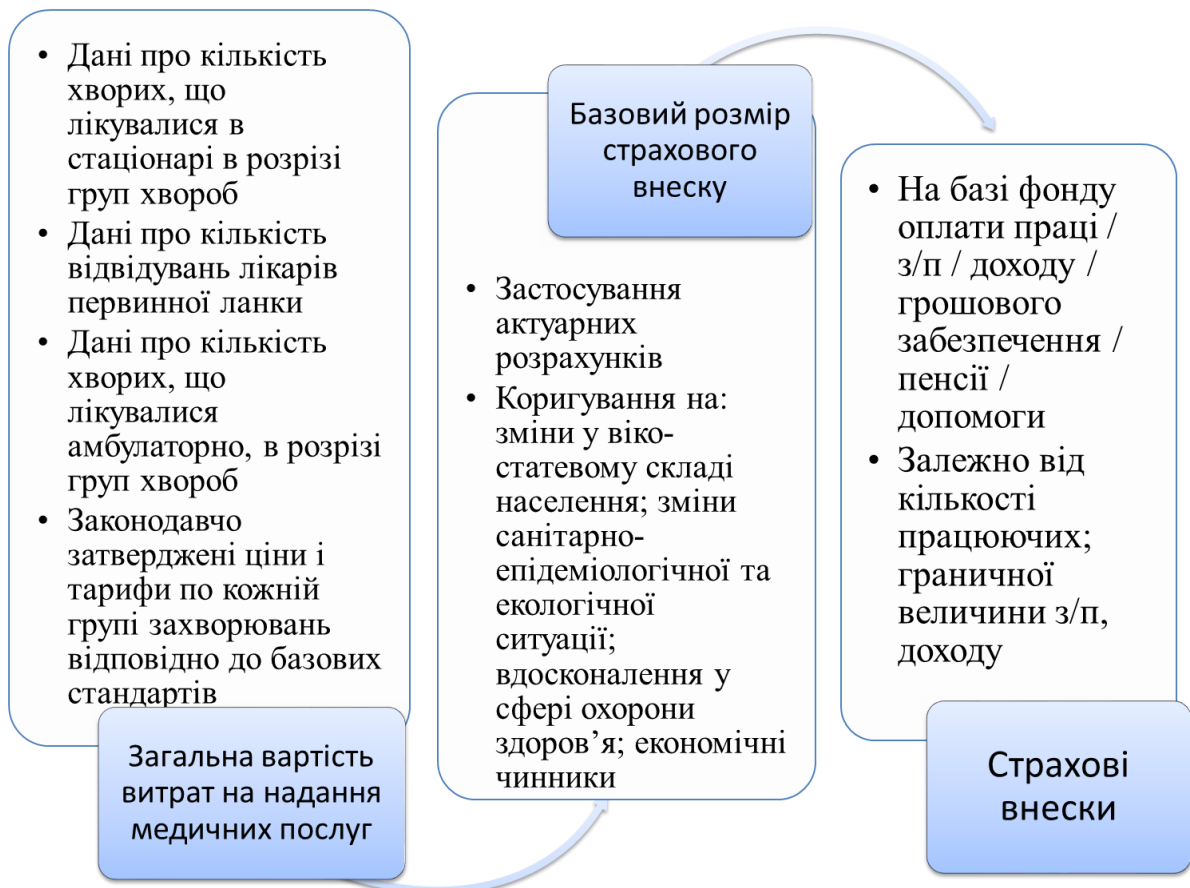 • Дані про кількість
хворих, що
лікувалися в
стаціонарі в розрізі
груп хвороб
• Дані про кількість
відвідувань лікарів
первинної ланки
• Дані про кількість
хворих, що
лікувалися
амбулаторно, в розрізі
груп хвороб
• Законодавчо
затверджені ціни і
тарифи по кожній
групі захворювань
відповідно до базових
стандартів
Загальна вартість
витрат на надання
медичних послуг
Базовий розмір
страхового
внеску
• Застосування
актуарних
розрахунків
• Коригування на:
зміни у віко-
статевому складі
населення; зміни
санітарно-
епідеміологічної та
екологічної
ситуації;
вдосконалення у
сфері охорони
здоров’я; економічні
чинники
• На базі фонду
оплати праці /
з/п / доходу /
грошового
забезпечення /
пенсії /
допомоги
• Залежно від
кількості
працюючих;
граничної
величини з/п,
доходу
Страхові
внески